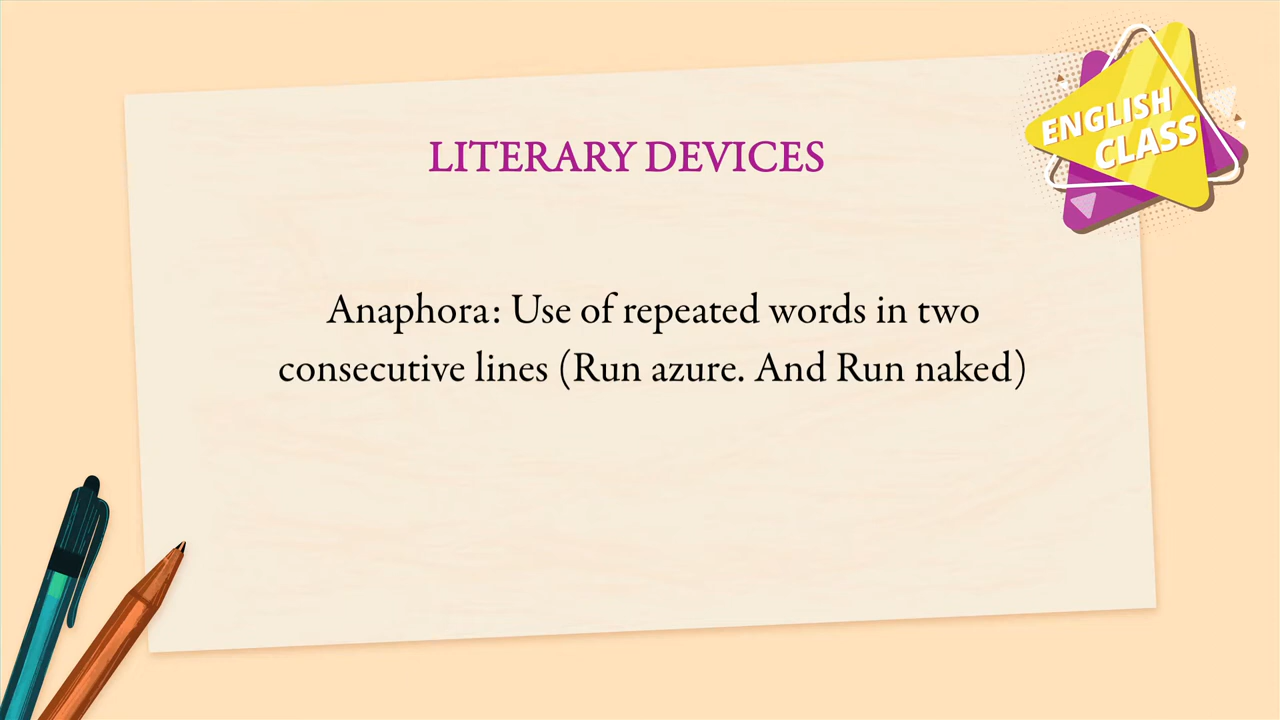 ENGLISH
CLASS
LITERARY DEVICES
Anaphora: Use of repeated words in two
consecutive lines (Run azure. And Run naked)